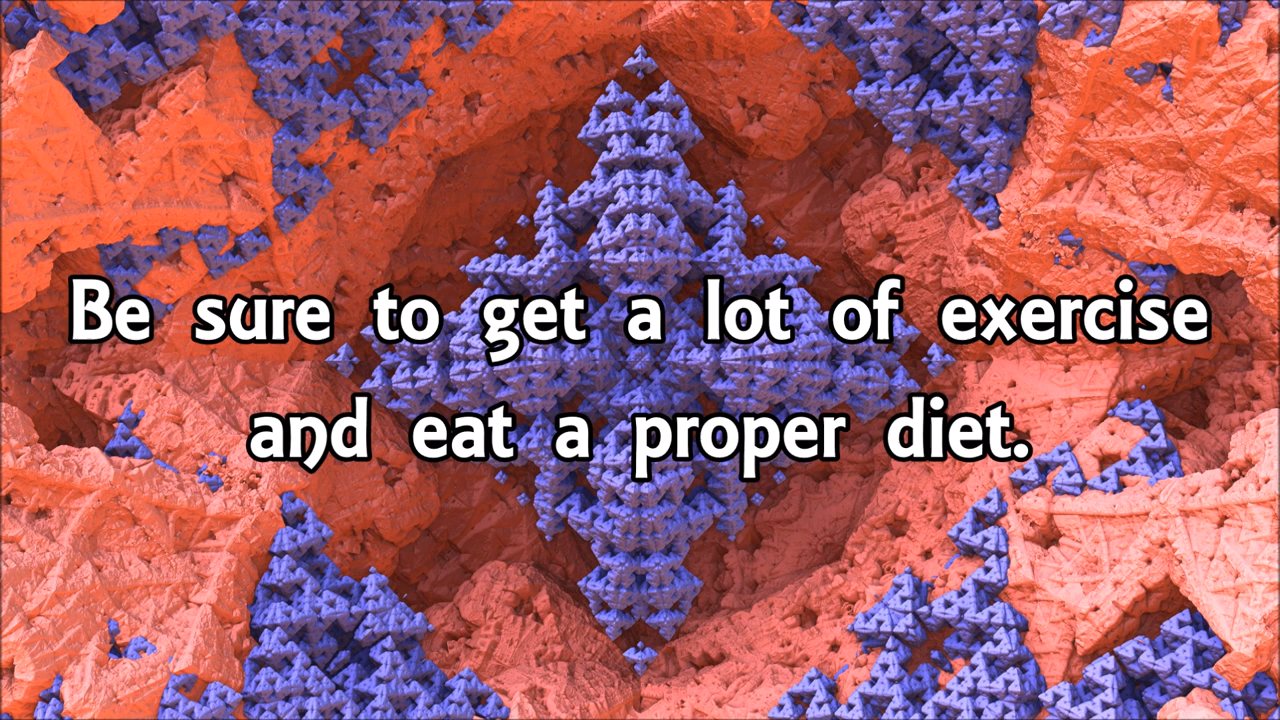 Be sure to get a lot of exercise
and eat a proper diet.